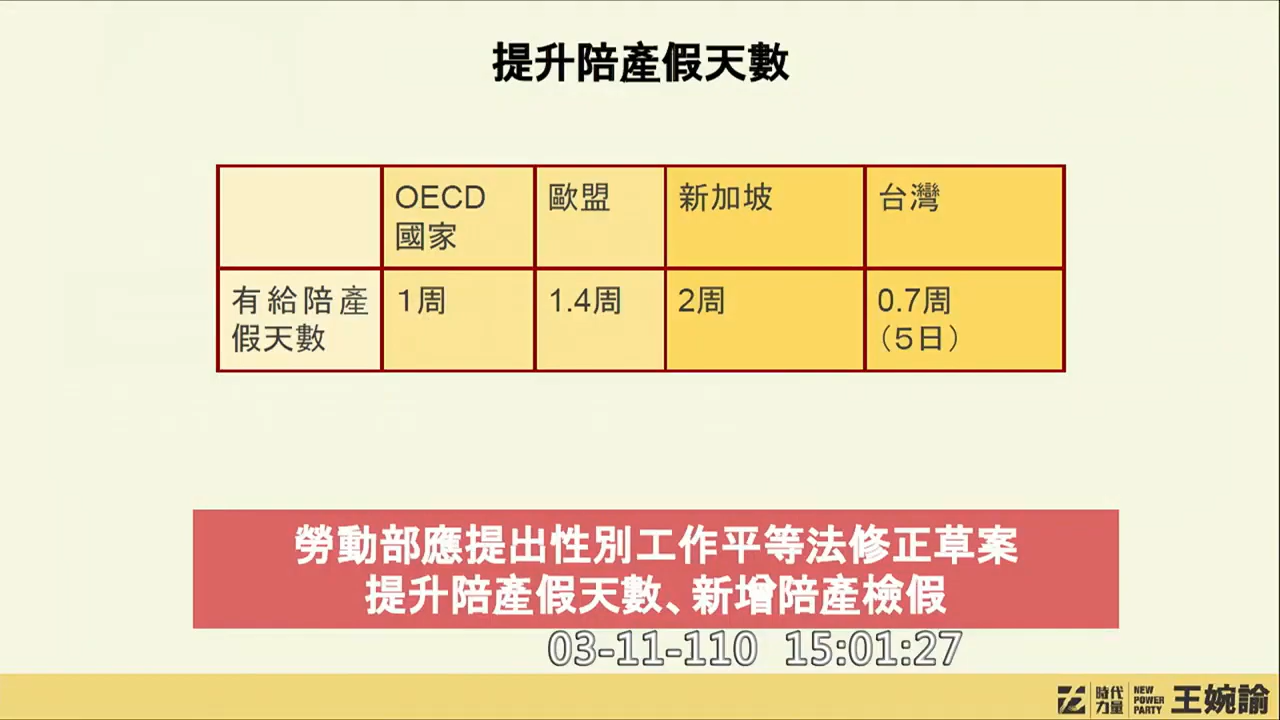 提升陪產假天數
OECD
國家
歐盟
新加坡
台灣
有給陪產
假天數
1周
1.4周
2周
0.7周
（5日）
勞動部應提出性別工作平等法修正草案
提升陪產假天數、新增陪產檢假
03-11-110 15:01:27
時代
力量
NEW
POWER
PARTY
王婉諭